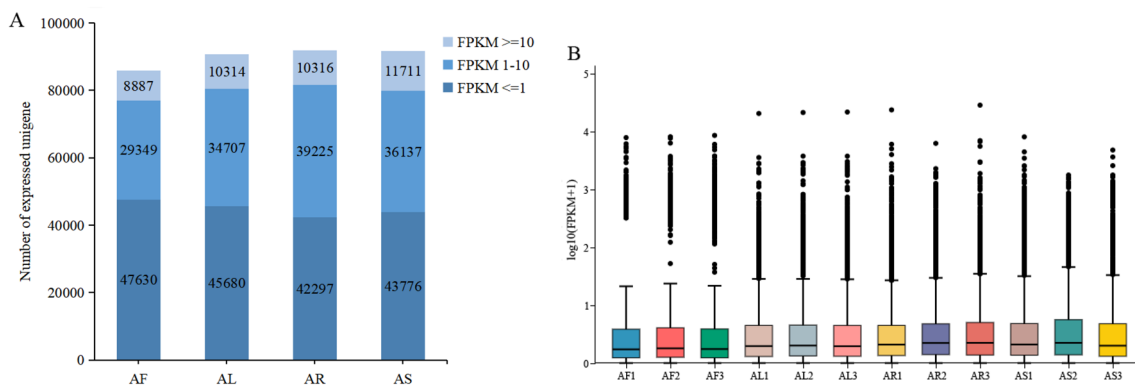 A
100000
80000
60000
40000
20000
0
Number of expressed unigene
8887
29349
47630
10314
34707
45680
10316
39225
42297
11711
36137
43776
AF AL AR AS
FPKM >=10
FPKM 1-10
FPKM <=1
B
5
4
3
2
1
0
log10(FPKM+1)
AF1 AF2 AF3 AL1 AL2 AL3 AR1 AR2 AR3 AS1 AS2 AS3